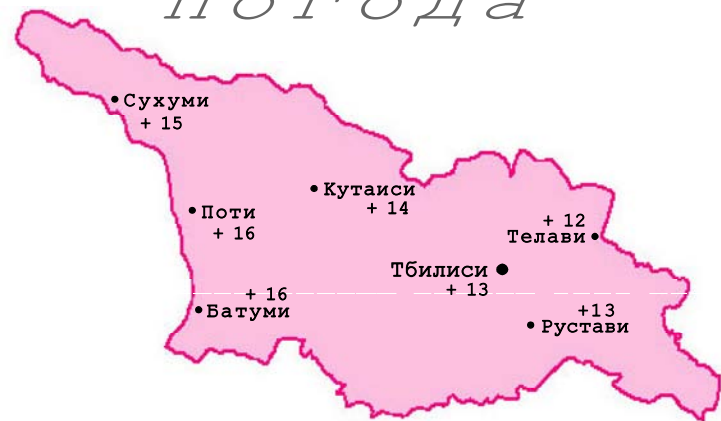 погода
Сухуми
+ 15
Кутаиси
+ 14
Поти
+ 16
+ 12
Телави
Тбилиси
+ 13
+ 16
Батуми
+13
Рустави